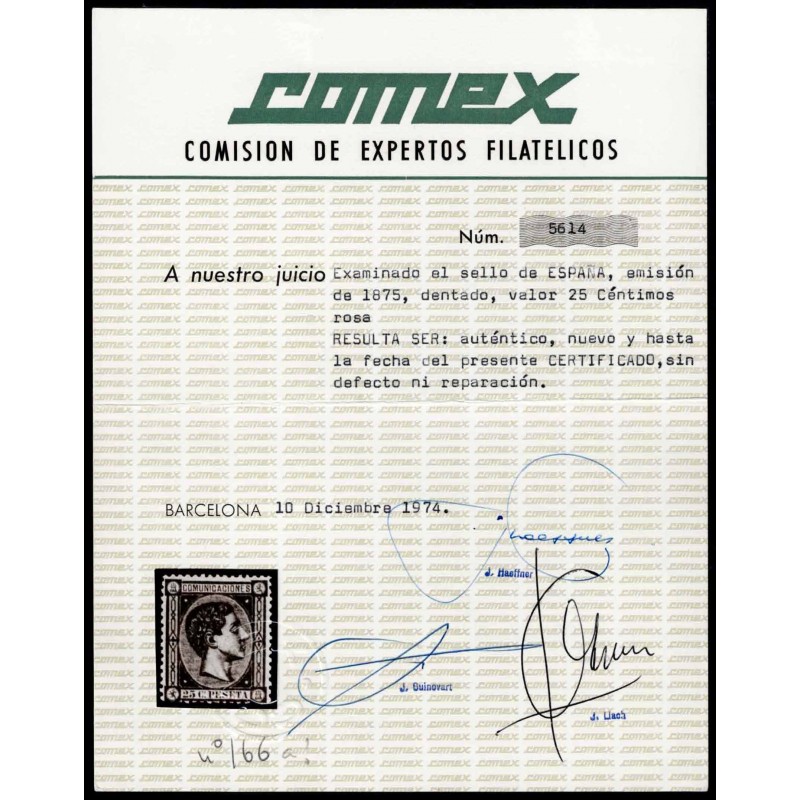 comex
COMISION DE EXPERTOS FILATELICOS
Núm. 5614
A nuestro juicio Examinado el sello de ESPAÑA, emisión
de 1875, dentado, valor 25 Céntimos
rosa
RESULTA SER: auténtico, nuevo y hasta
la fecha del presente CERTIFICADO,sin
defecto ni reparación.
BARCELONA 10 Diciembre 1974.
J. Haeffner
COMUNICACIONES
25 C. PESETA
J. Guinovart
J. Llach
nº 166 a!